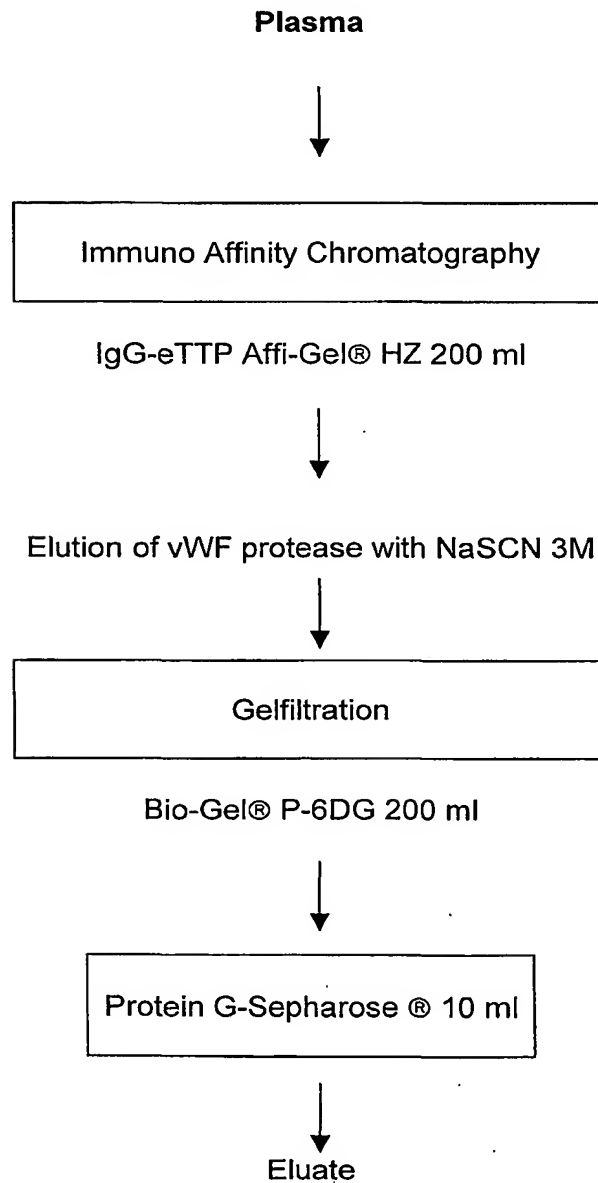 Plasma
Immuno Affinity Chromatography
IgG-eTTP Affi-Gel® HZ 200 ml
Elution of vWF protease with NaSCN 3M
Gelfiltration
Bio-Gel® P-6DG 200 ml
Protein G-Sepharose ® 10 ml
Eluate